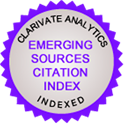 CLARIVATE ANALYTICS
EMERGING
SOURCES
CITATION
INDEX
INDEXED